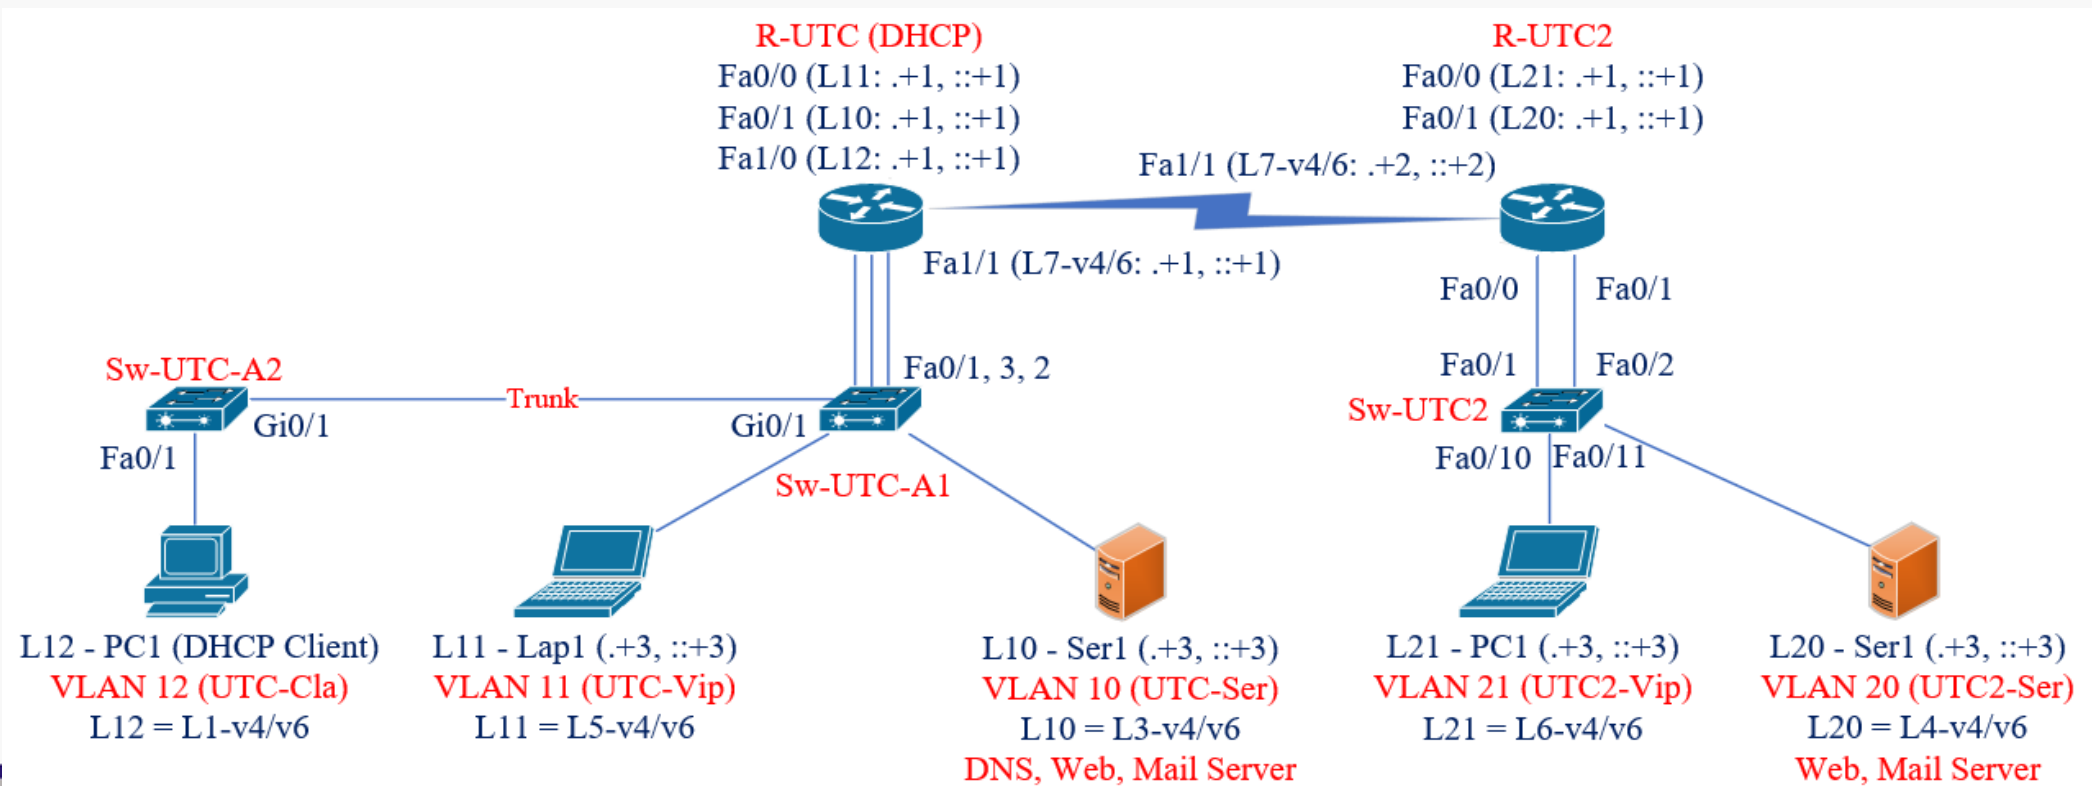 R-UTC (DHCP)
Fa0/0 (L11: .+1, ::+1)
Fa0/1 (L10: .+1, ::+1)
Fa1/0 (L12: .+1, ::+1)
R-UTC2
Fa0/0 (L21: .+1, ::+1)
Fa0/1 (L20: .+1, ::+1)
Fa1/1 (L7-v4/6: .+2, ::+2)
Fa1/1 (L7-v4/6: .+1, ::+1)
Fa0/0
Fa0/1
Fa0/1, 3, 2
Fa0/1
Fa0/2
Sw-UTC-A2
Trunk
Gi0/1
Gi0/1
Sw-UTC2
Fa0/1
Fa0/10
Fa0/11
Sw-UTC-A1
L12 - PC1 (DHCP Client)
VLAN 12 (UTC-Cla)
L12 = L1-v4/v6
L11 - Lap1 (.+3, ::+3)
VLAN 11 (UTC-Vip)
L11 = L5-v4/v6
L10 - Ser1 (.+3, ::+3)
VLAN 10 (UTC-Ser)
L10 = L3-v4/v6
DNS, Web, Mail Server
L21 - PC1 (.+3, ::+3)
VLAN 21 (UTC2-Vip)
L21 = L6-v4/v6
L20 - Ser1 (.+3, ::+3)
VLAN 20 (UTC2-Ser)
L20 = L4-v4/v6
Web, Mail Server